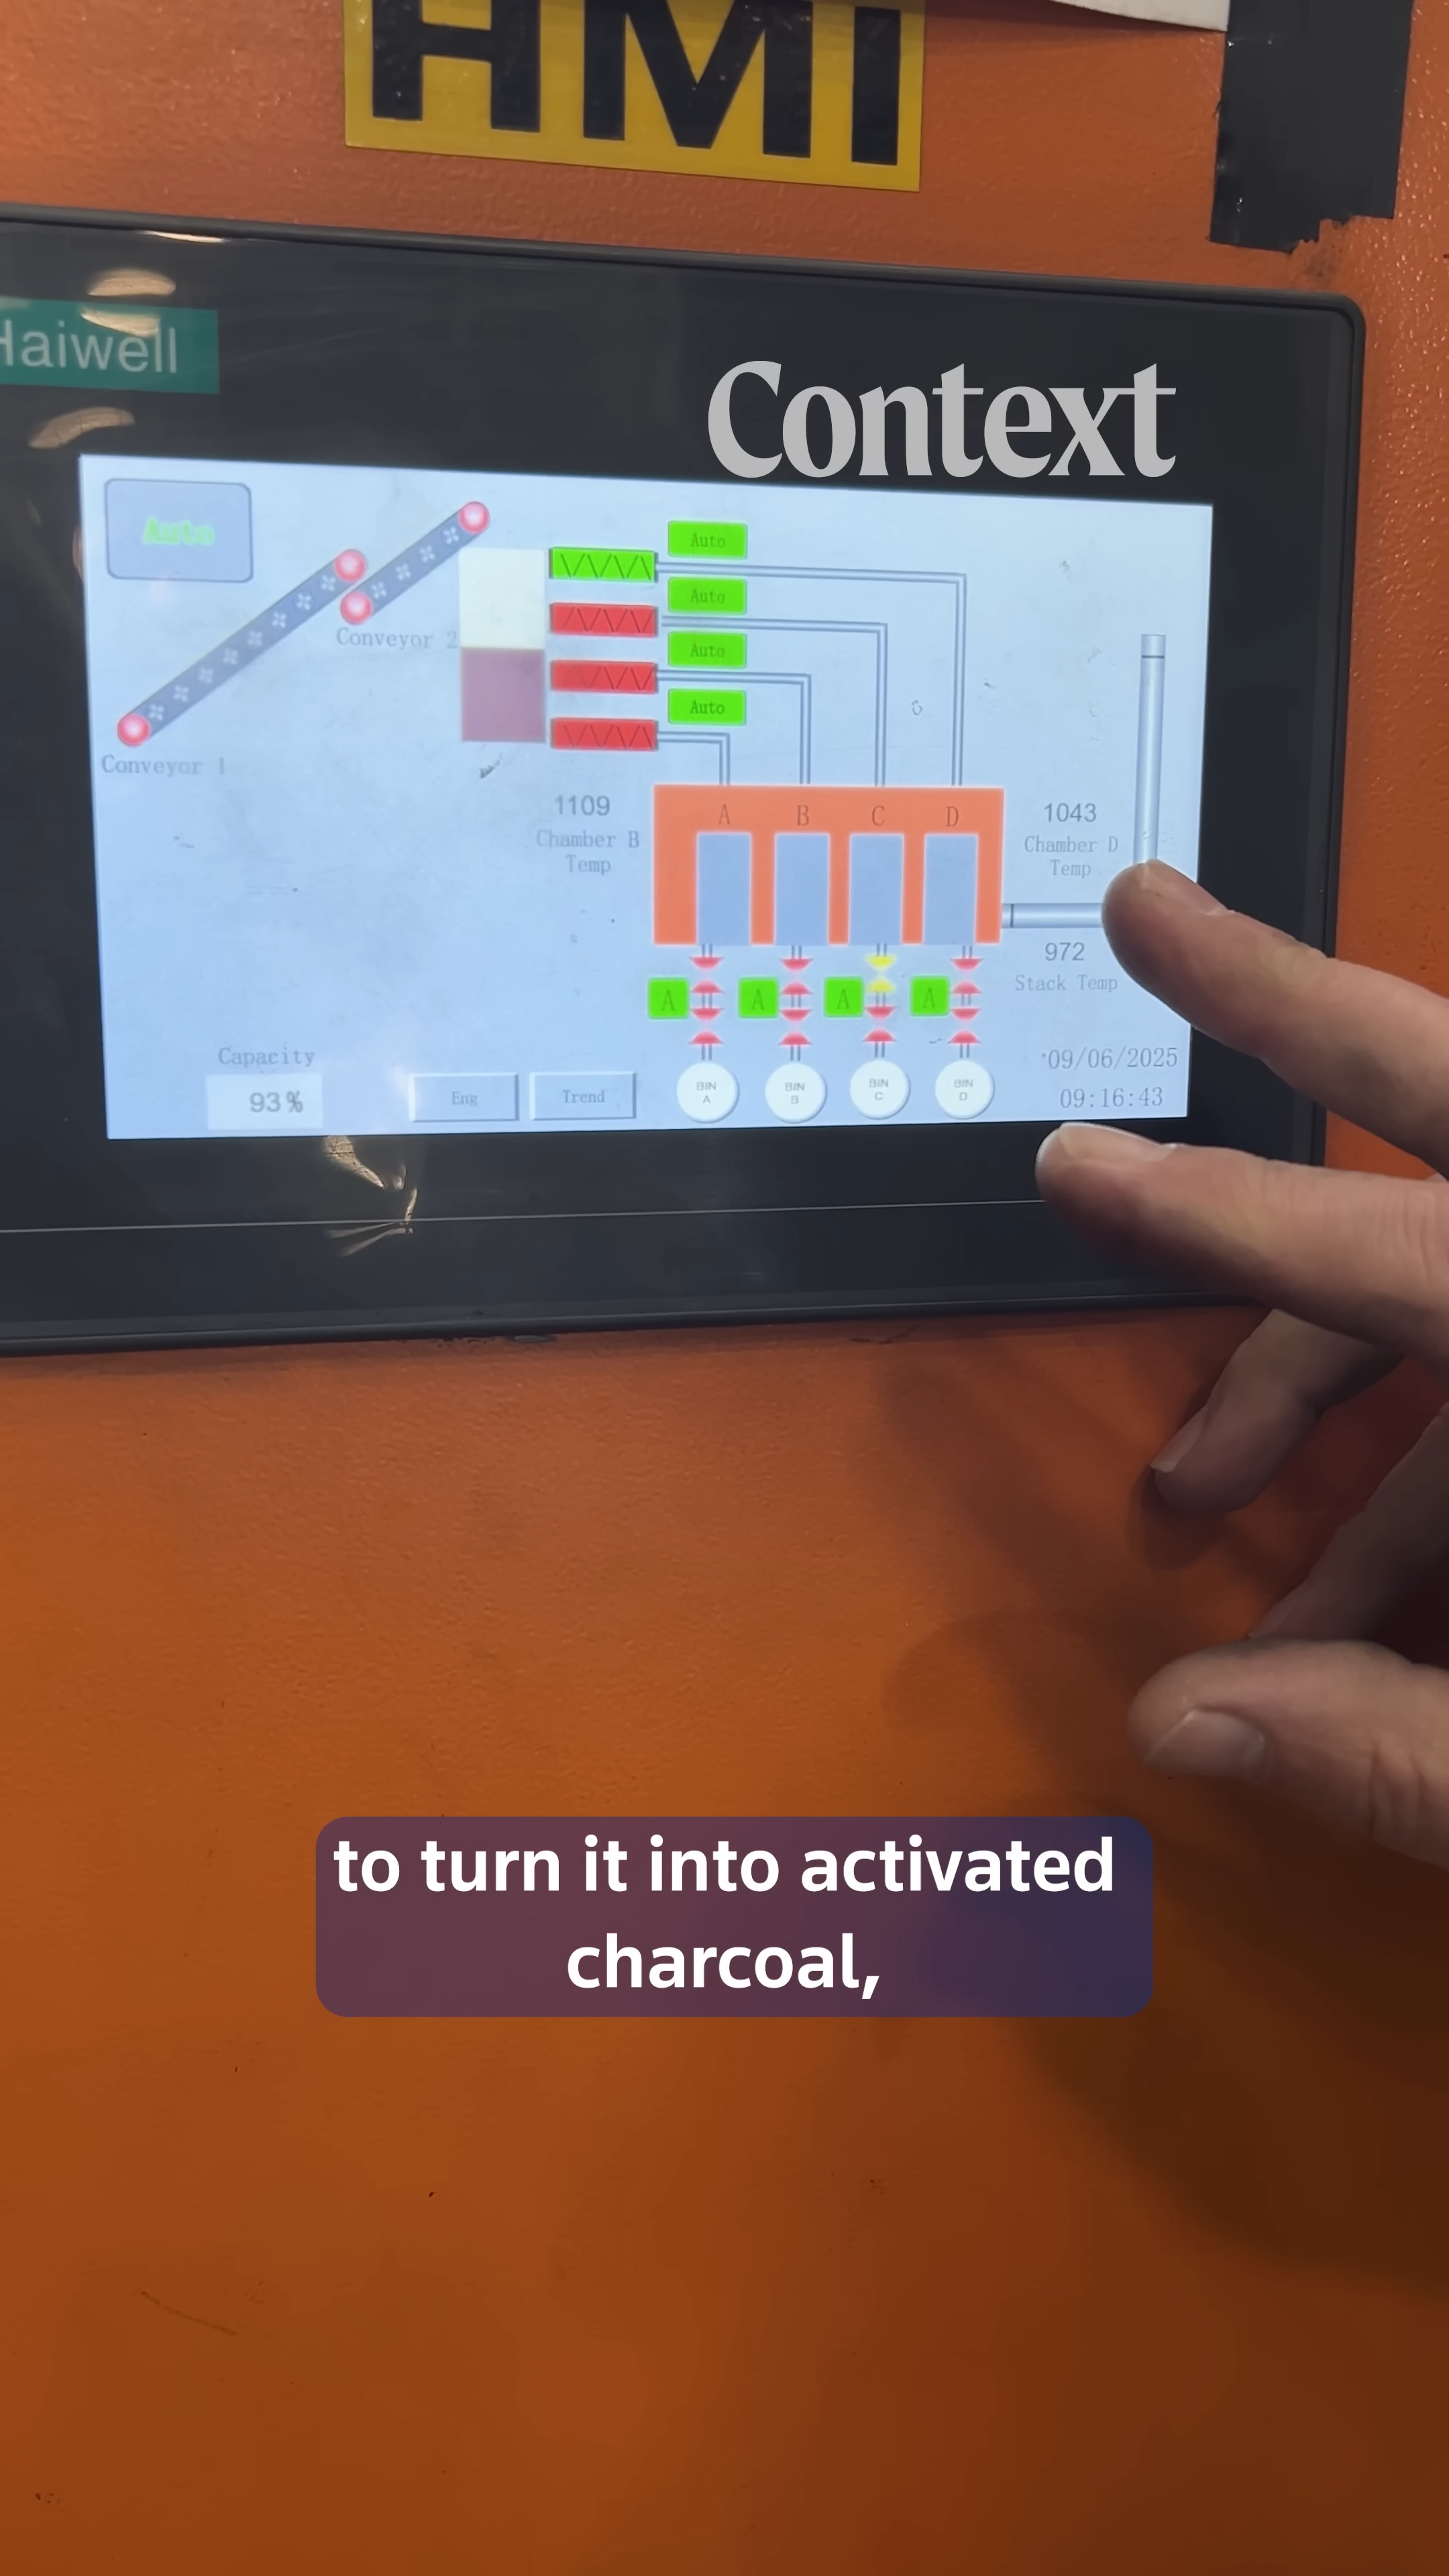 HMI
Haiwell
Context
Auto
Auto
Auto
Auto
Auto
Conveyor 2
Conveyor 1
1109
Chamber B
Temp
A B C D
1043
Chamber D
Temp
972
Stack Temp
A A A A
Capacity
93%
Eng
Trend
BIN
A
BIN
B
BIN
C
BIN
D
09/06/2025
09:16:43
to turn it into activated
charcoal,